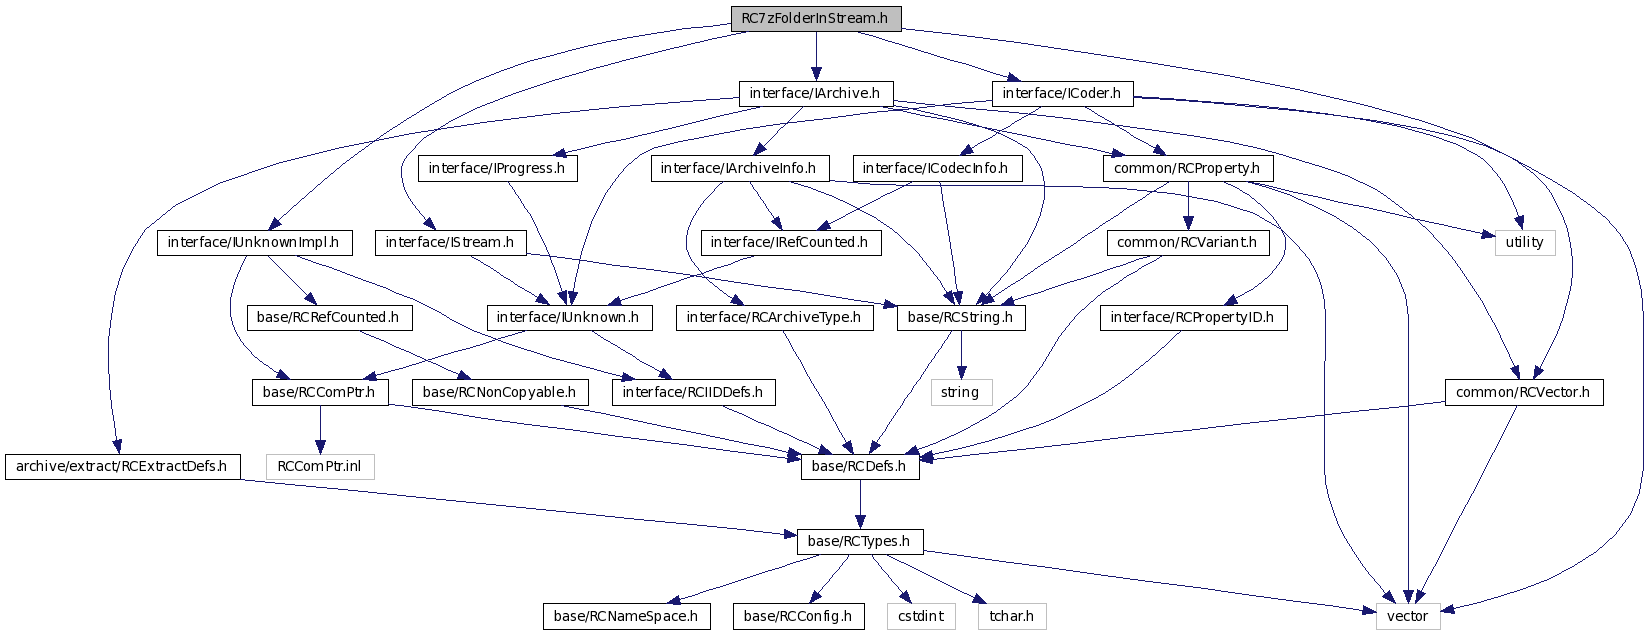 RC7zFolderInStream.h
interface/IArchive.h
interface/ICoder.h
interface/IProgress.h
interface/IArchiveInfo.h
interface/ICodecInfo.h
common/RCProperty.h
interface/IUnknownImpl.h
interface/IStream.h
interface/IRefCounted.h
common/RCVariant.h
utility
base/RCRefCounted.h
interface/IUnknown.h
interface/RCArchiveType.h
base/RCString.h
interface/RCPropertyID.h
base/RCComPtr.h
base/RCNonCopyable.h
interface/RCIIDDefs.h
string
common/RCVector.h
archive/extract/RCExtractDefs.h
RCComPtr.inl
base/RCDefs.h
base/RCTypes.h
base/RCNameSpace.h
base/RCConfig.h
cstdint
tchar.h
vector